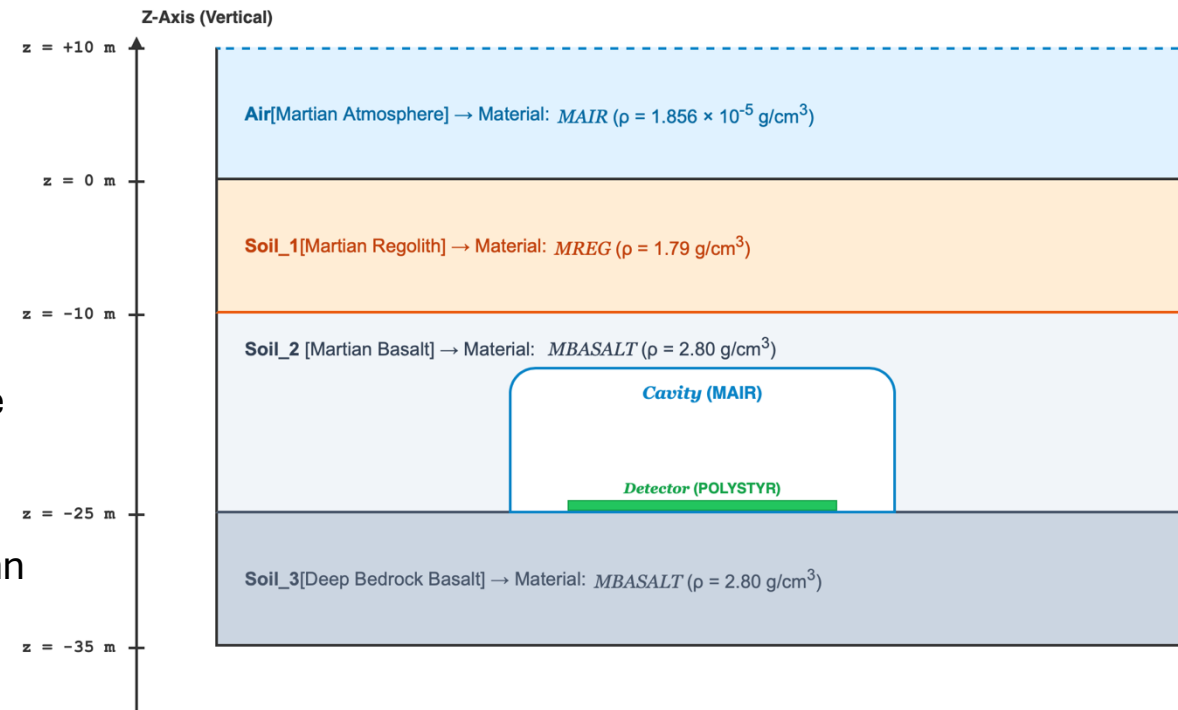 Z-Axis (Vertical)
z = +10 m
Air[Martian Atmosphere] → Material: MAIR (ρ = 1.856 × 10⁻⁵ g/cm³)
z = 0 m
Soil_1[Martian Regolith] → Material: MREG (ρ = 1.79 g/cm³)
z = -10 m
Soil_2 [Martian Basalt] → Material: MBASALT (ρ = 2.80 g/cm³)
Cavity (MAIR)
e
Detector (POLYSTYR)
z = -25 m
n
Soil_3[Deep Bedrock Basalt] → Material: MBASALT (ρ = 2.80 g/cm³)
z = -35 m